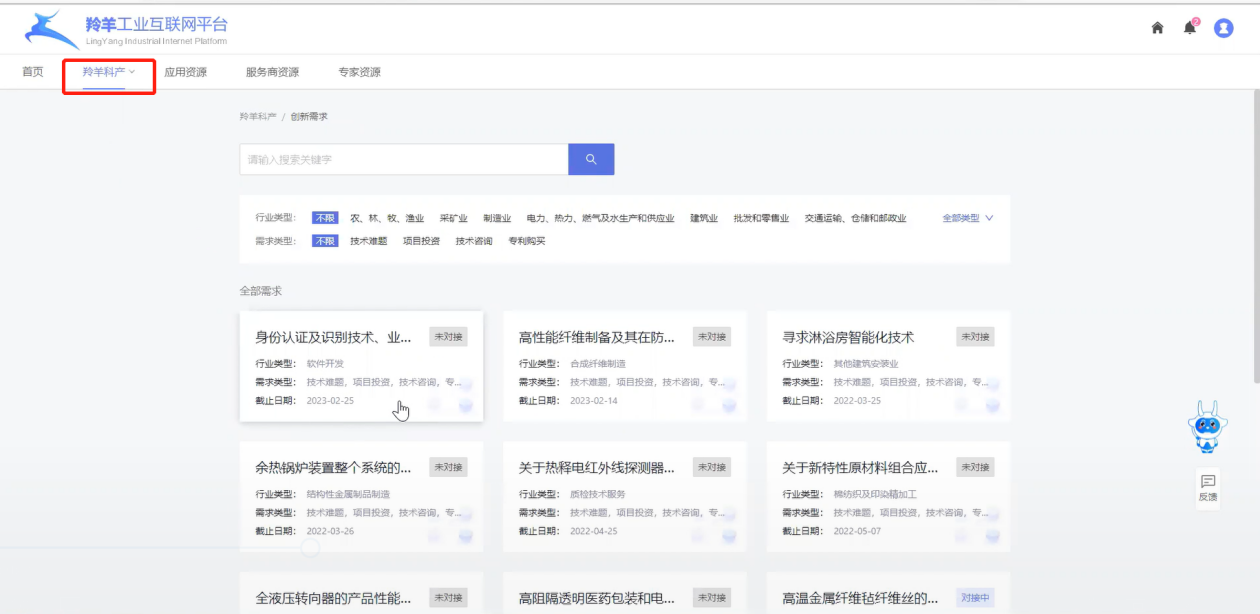 羚羊工业互联网平台
LingYang Industrial Internet Platform
2
首页 羚羊科产 应用资源 服务商资源 专家资源
羚羊科产 / 创新需求
请输入搜索关键字
行业类型: 不限 农、林、牧、渔业 采矿业 制造业 电力、热力、燃气及水生产和供应业 建筑业 批发和零售业 交通运输、仓储和邮政业 全部类型
需求类型: 不限 技术难题 项目投资 技术咨询 专利购买
全部需求
身份认证及识别技术、业... 未对接
行业类型: 软件开发
需求类型: 技术难题，项目投资，技术咨询，专...
截止日期: 2023-02-25
高性能纤维制备及其在防... 未对接
行业类型: 合成纤维制造
需求类型: 技术难题，项目投资，技术咨询，专...
截止日期: 2023-02-14
寻求淋浴房智能化技术 未对接
行业类型: 其他建筑安装业
需求类型: 技术难题，项目投资，技术咨询，专...
截止日期: 2022-03-25
余热锅炉装置整个系统的... 未对接
行业类型: 结构性金属制品制造
需求类型: 技术难题，项目投资，技术咨询，专...
截止日期: 2022-03-26
关于热释电红外线探测器... 未对接
行业类型: 质检技术服务
需求类型: 技术难题，项目投资，技术咨询，专...
截止日期: 2022-04-25
关于新特性原材料组合应... 未对接
行业类型: 棉纺织及印染精加工
需求类型: 技术难题，项目投资，技术咨询，专...
截止日期: 2022-05-07
全液压转向器的产品性能... 未对接
高阻隔透明医药包装和电... 未对接
高温金属纤维毡纤维丝的... 对接中
反馈